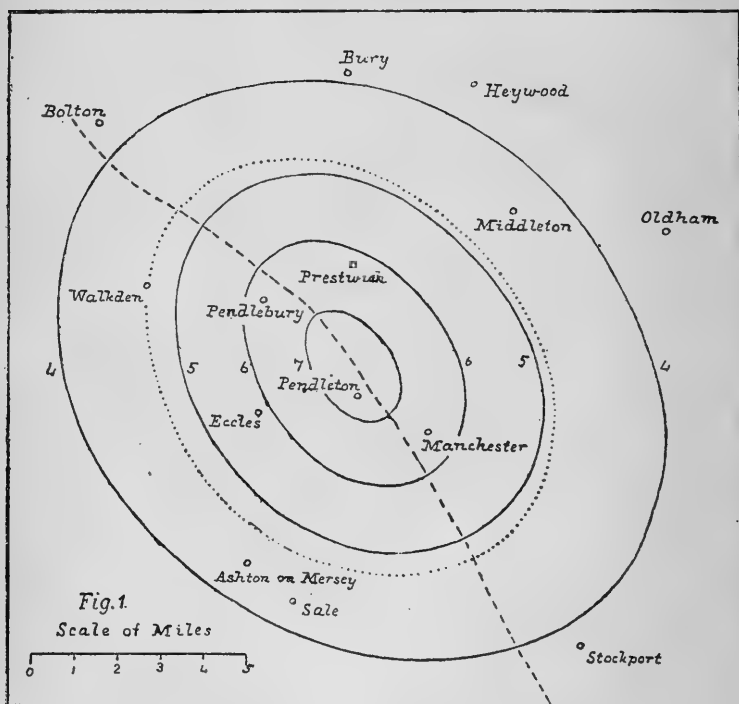 Bury
Heywood
Bolton
Middleton
Oldham
Prestwich
Walkden
Pendlebury
4 5 6 7 6 5 4
Pendleton
Eccles
Manchester
Ashton on Mersey
Sale
Fig.1.
Scale of Miles
Stockport
0 1 2 3 4 5